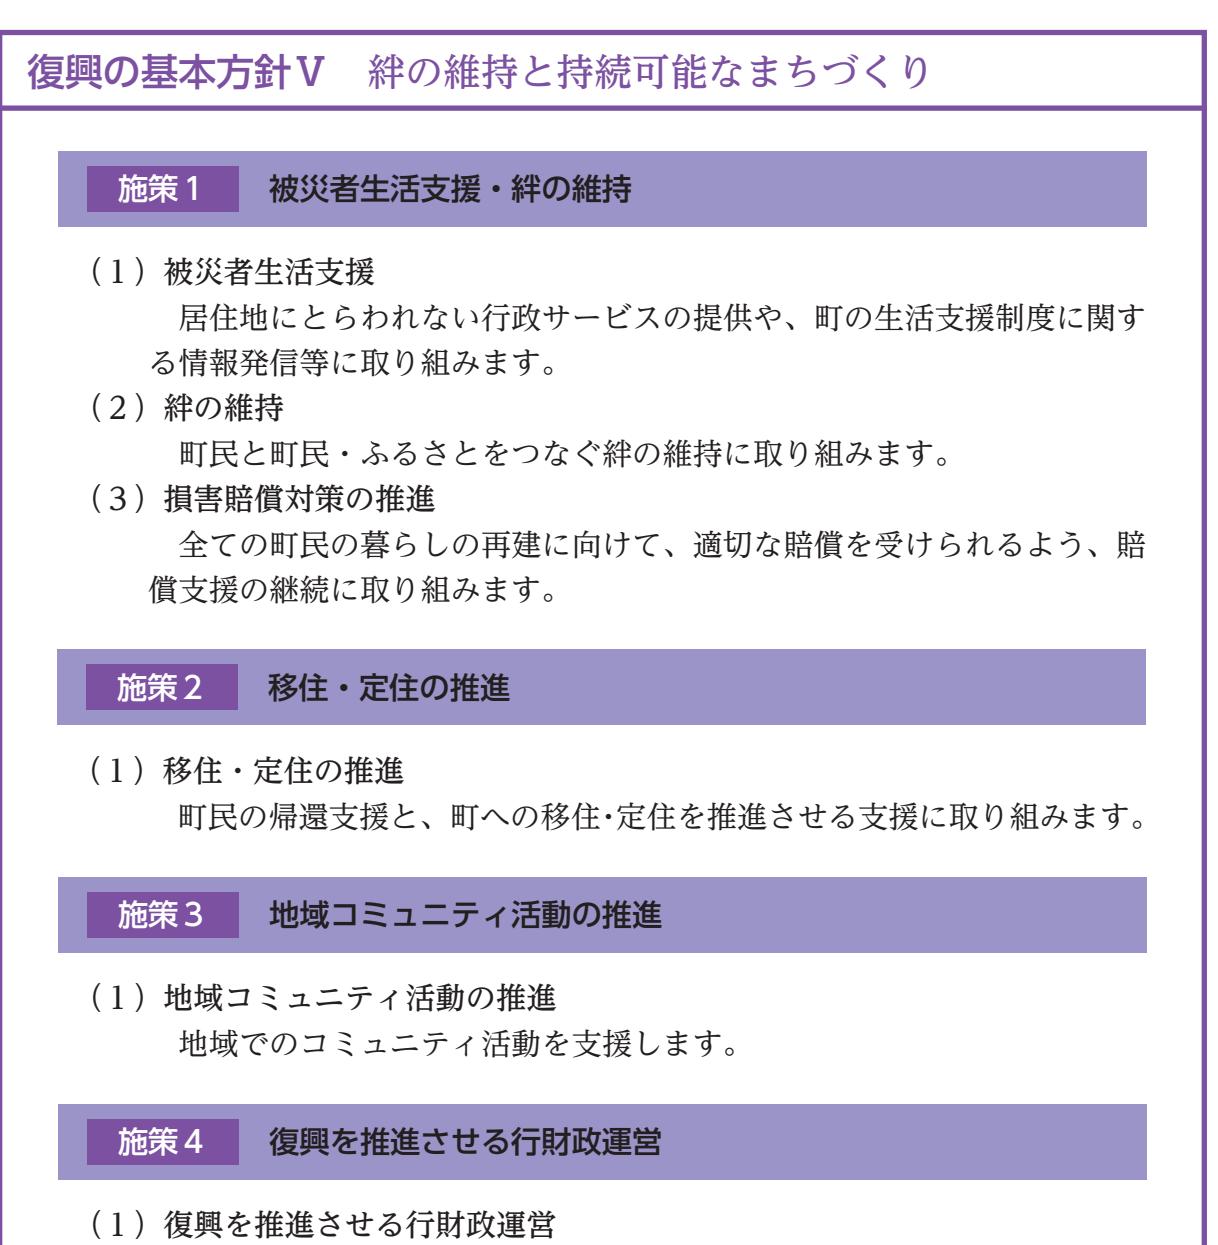 復興の基本方針Ⅴ　絆の維持と持続可能なまちづくり
施策１　被災者生活支援・絆の維持
（１）被災者生活支援
居住地にとらわれない行政サービスの提供や、町の生活支援制度に関す
る情報発信等に取り組みます。
（２）絆の維持
町民と町民・ふるさとをつなぐ絆の維持に取り組みます。
（３）損害賠償対策の推進
全ての町民の暮らしの再建に向けて、適切な賠償を受けられるよう、賠
償支援の継続に取り組みます。
施策２　移住・定住の推進
（１）移住・定住の推進
町民の帰還支援と、町への移住･定住を推進させる支援に取り組みます。
施策３　地域コミュニティ活動の推進
（１）地域コミュニティ活動の推進
地域でのコミュニティ活動を支援します。
施策４　復興を推進させる行財政運営
（１）復興を推進させる行財政運営